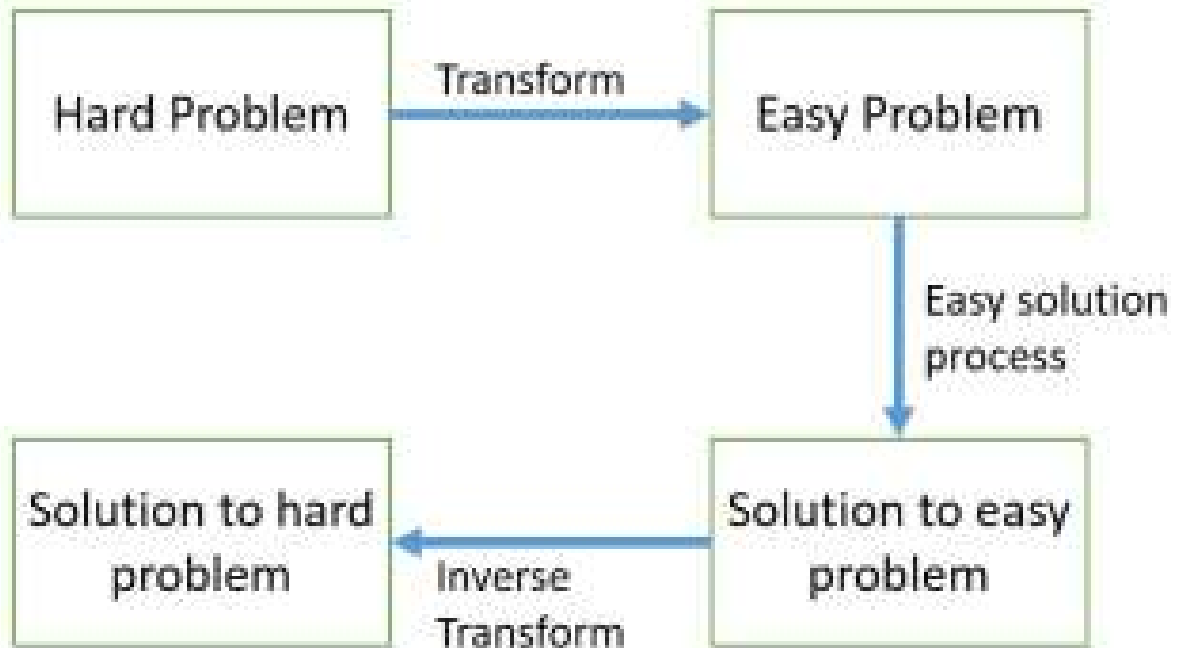 Transform
Hard Problem
Easy Problem
Easy solution
process
Solution to easy
problem
Inverse
Transform
Solution to hard
problem